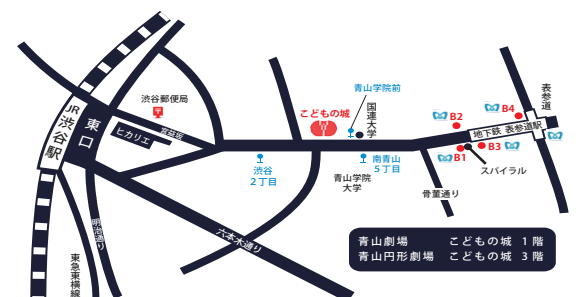 JR渋谷駅
東口
ヒカリエ
宮益坂
渋谷郵便局
明治通り
東急東横線
六本木通り
渋谷
2丁目
こどもの城
青山学院前
国連大学
青山学院
大学
南青山
5丁目
骨董通り
B2
B4
B1
B3
地下鉄 表参道駅
表参道
スパイラル
青山劇場 こどもの城 1階
青山円形劇場 こどもの城 3階